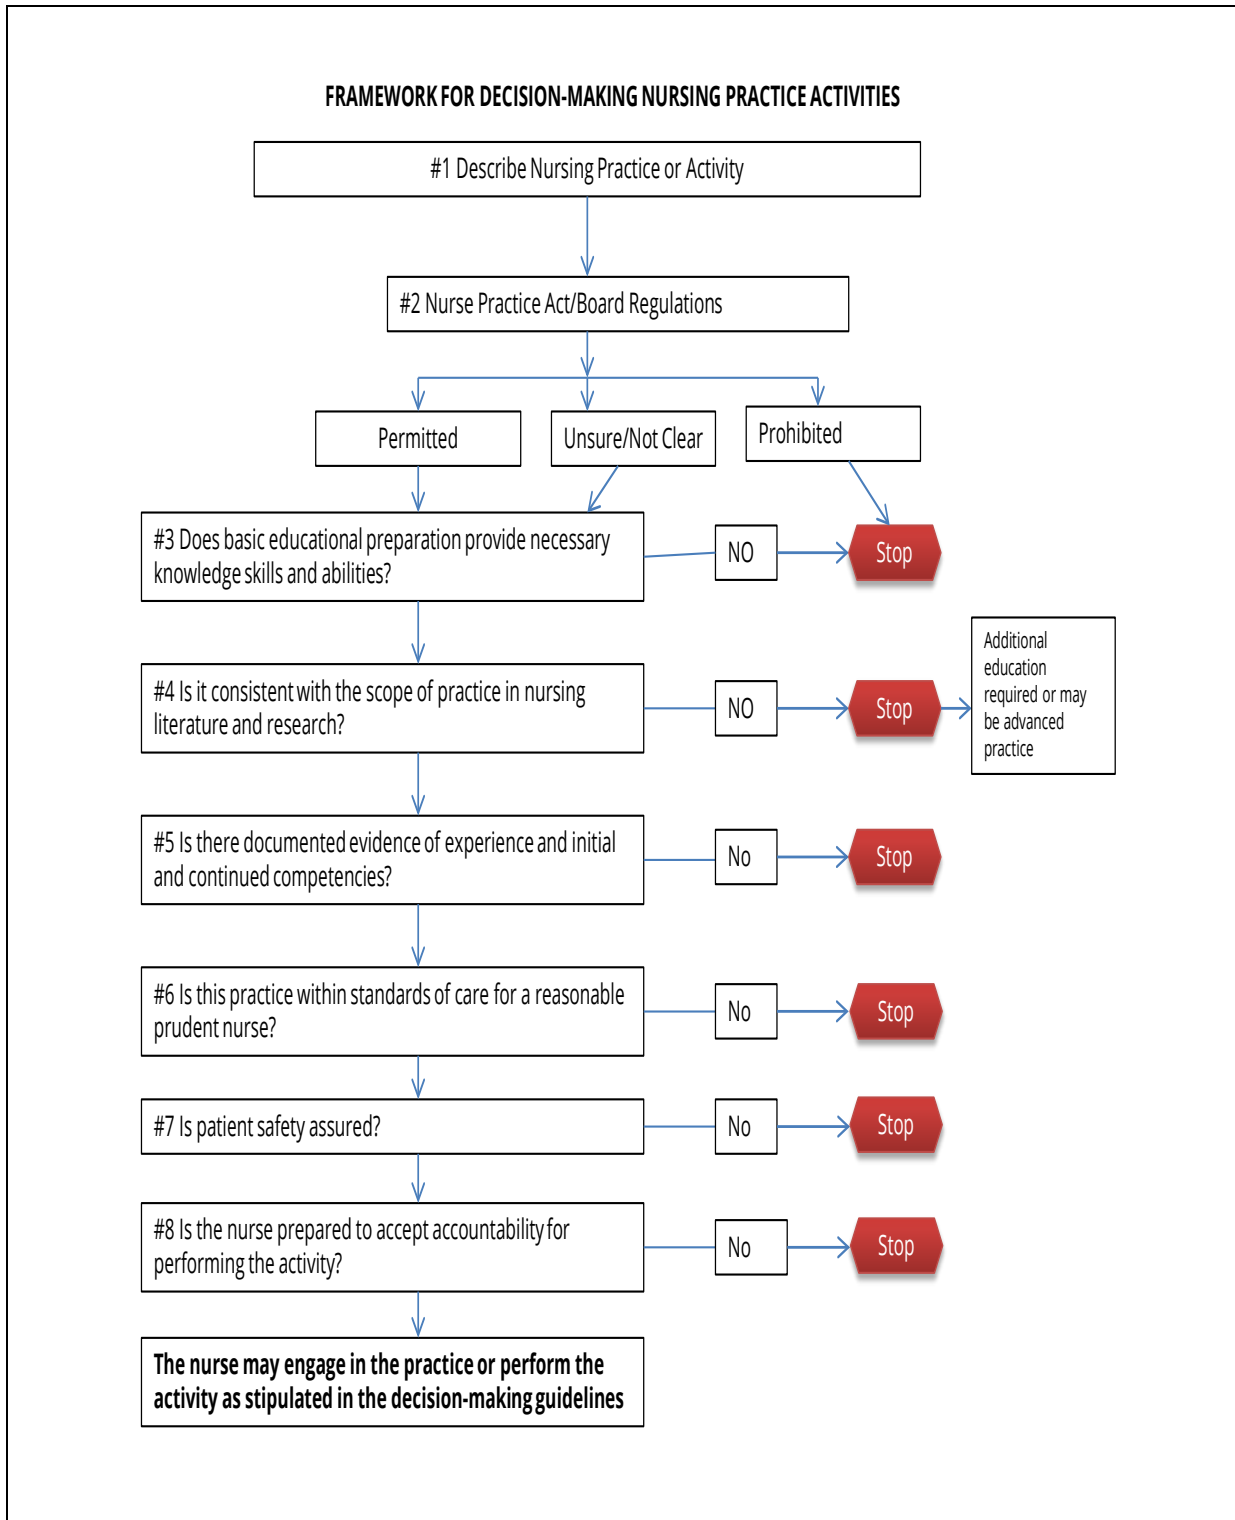 FRAMEWORK FOR DECISION-MAKING NURSING PRACTICE ACTIVITIES
#1 Describe Nursing Practice or Activity
#2 Nurse Practice Act/Board Regulations
Permitted
Unsure/Not Clear
Prohibited
#3 Does basic educational preparation provide necessary
knowledge skills and abilities?
NO
Stop
#4 Is it consistent with the scope of practice in nursing
literature and research?
NO
Stop
Additional
education
required or may
be advanced
practice
#5 Is there documented evidence of experience and initial
and continued competencies?
No
Stop
#6 Is this practice within standards of care for a reasonable
prudent nurse?
No
Stop
#7 Is patient safety assured?
No
Stop
#8 Is the nurse prepared to accept accountability for
performing the activity?
No
Stop
The nurse may engage in the practice or perform the
activity as stipulated in the decision-making guidelines